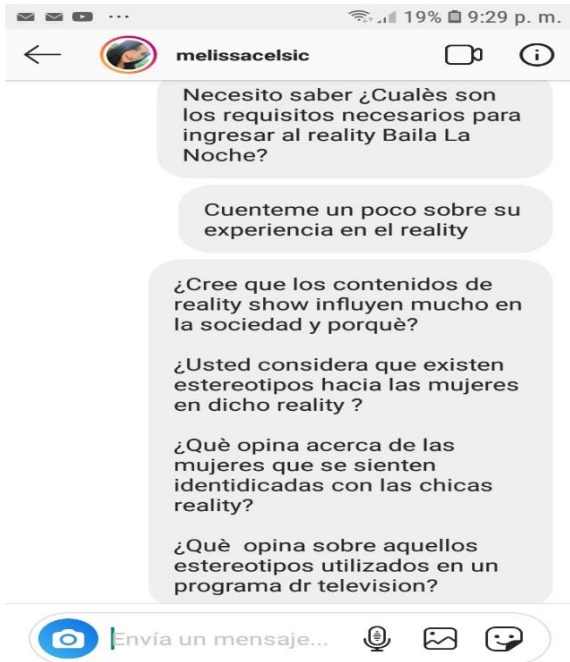 19% 9:29 p. m.
melissacelsic
Necesito saber ¿Cualès son
los requisitos necesarios para
ingresar al reality Baila La
Noche?
Cuenteme un poco sobre su
experiencia en el reality
¿Cree que los contenidos de
reality show influyen mucho en
la sociedad y porquè?
¿Usted considera que existen
estereotipos hacia las mujeres
en dicho reality ?
¿Què opina acerca de las
mujeres que se sienten
identidicadas con las chicas
reality?
¿Què opina sobre aquellos
estereotipos utilizados en un
programa dr television?
Envía un mensaje...